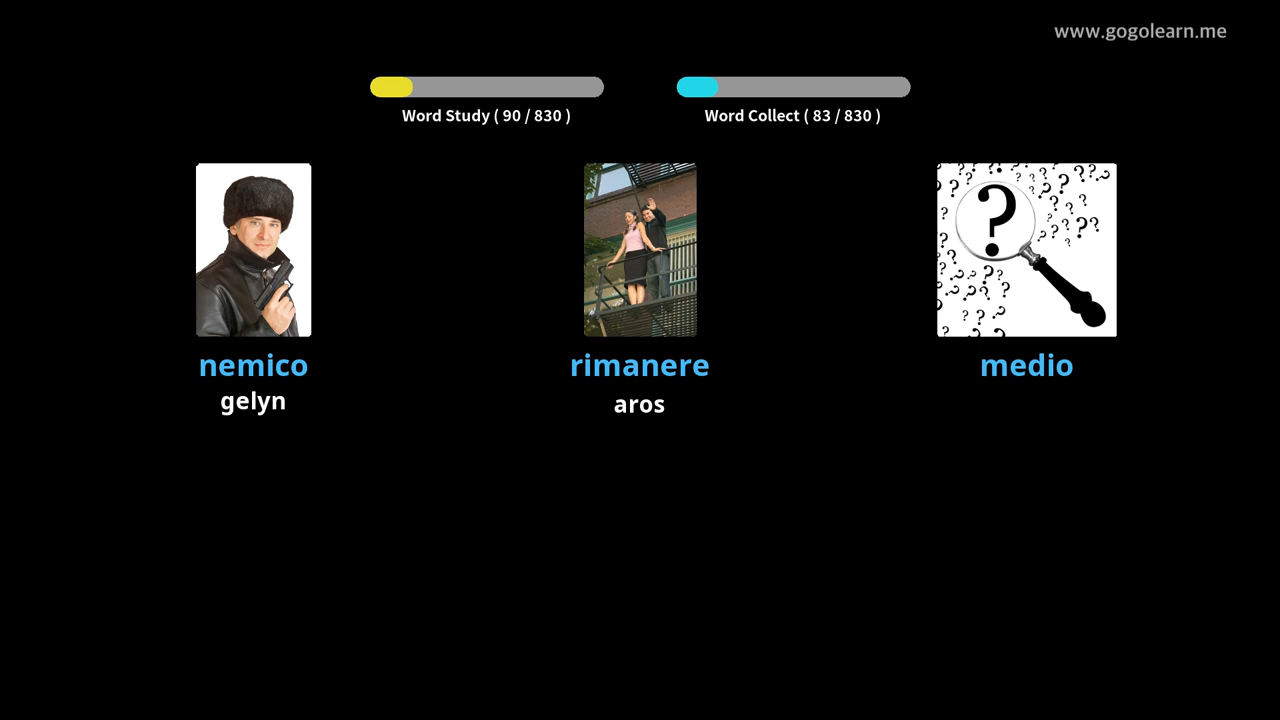 www.gogolearn.me
Word Study ( 90 / 830 )
Word Collect ( 83 / 830 )
nemico
gelyn
rimanere
aros
medio